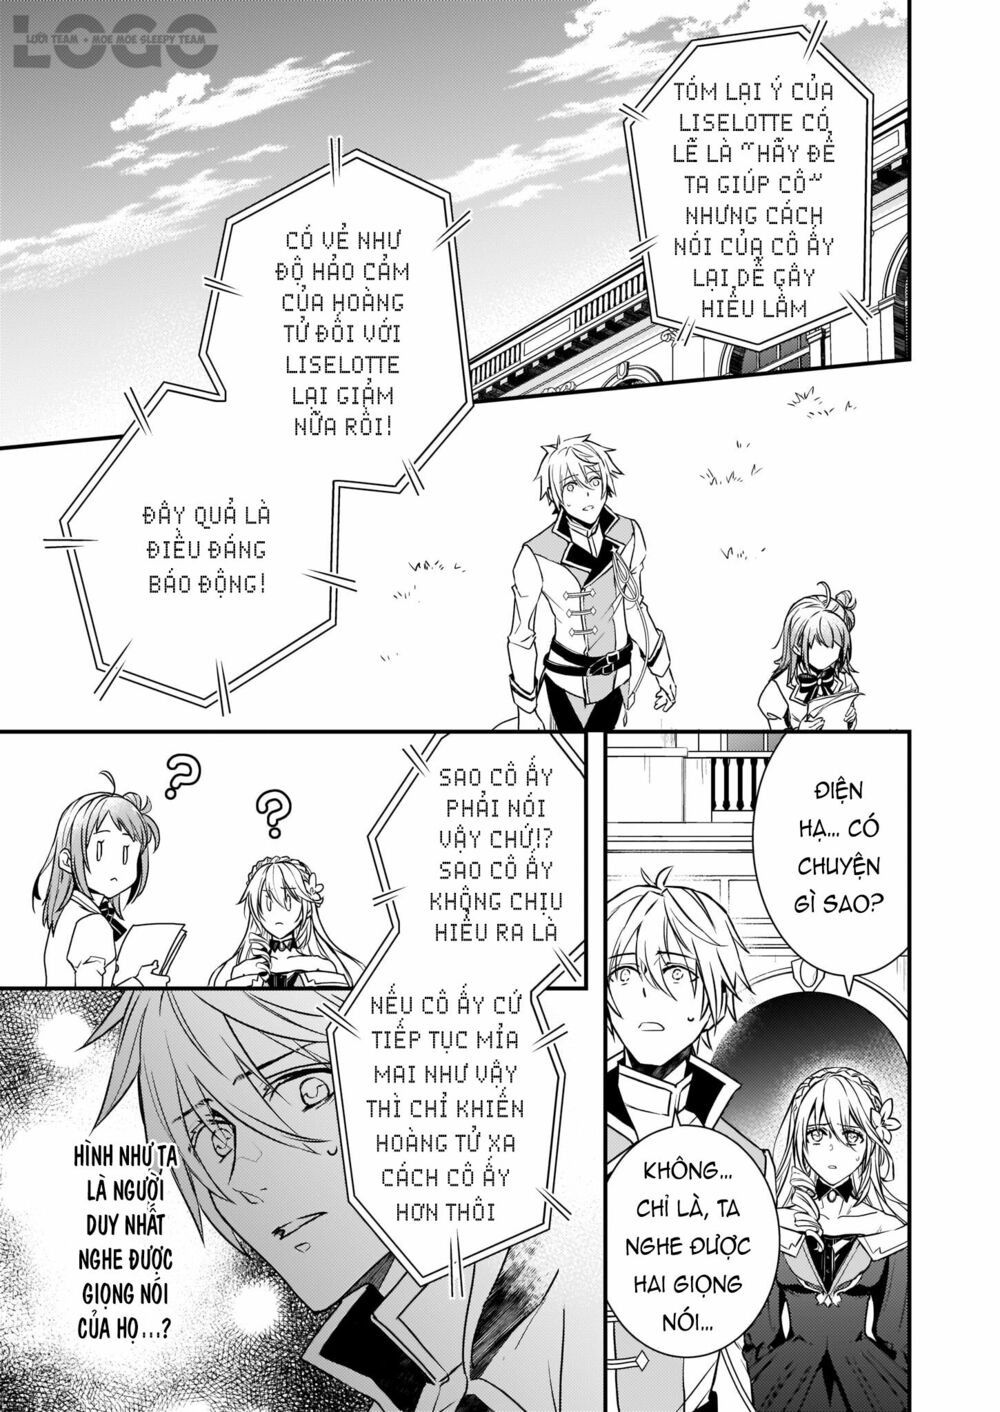 LOGO
LƯỜI TEAM + MOE MOE SLEEPY TEAM
TÓM LẠI Ý CỦA
LISELOTTE CÓ
LẼ LÀ "HÃY ĐỂ
TA GIÚP CÔ"
NHƯNG CÁCH
NÓI CỦA CÔ ẤY
LẠI DỄ GÂY
HIỂU LẦM
CÓ VẺ NHƯ
ĐỘ HẢO CẢM
CỦA HOÀNG
TỬ ĐỐI VỚI
LISELOTTE
LẠI GIẢM
NỮA RỒI!
ĐÂY QUẢ LÀ
ĐIỀU ĐÁNG
BÁO ĐỘNG!
ĐIỆN
HẠ... CÓ
CHUYỆN
GÌ SAO?
KHÔNG...
CHỈ LÀ, TA
NGHE ĐƯỢC
HAI GIỌNG
NÓI...
SAO CÔ ẤY
PHẢI NÓI
VẬY CHỨ!?
SAO CÔ ẤY
KHÔNG CHỊU
HIỂU RA LÀ
NẾU CÔ ẤY CỨ
TIẾP TỤC MỈA
MAI NHƯ VẬY
THÌ CHỈ KHIẾN
HOÀNG TỬ XA
CÁCH CÔ ẤY
HƠN THÔI
?
?
HÌNH NHƯ TA
LÀ NGƯỜI
DUY NHẤT
NGHE ĐƯỢC
GIỌNG NÓI
CỦA HỌ...?